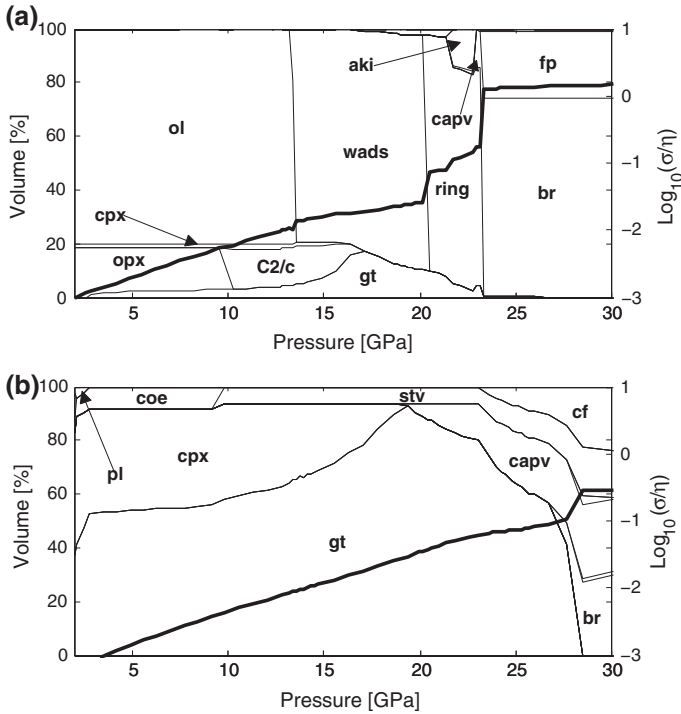 (a)
100
80
60
40
20
0
Volume [%]
5
10
15
20
25
30
Pressure [GPa]
1
0
−1
−2
−3
Log10(σ/η)
ol
wads
aki
capv
ring
fp
br
cpx
opx
C2/c
gt
(b)
100
80
60
40
20
0
Volume [%]
5
10
15
20
25
30
Pressure [GPa]
1
0
−1
−2
−3
Log10(σ/η)
coe
stv
cf
pl
cpx
capv
gt
br